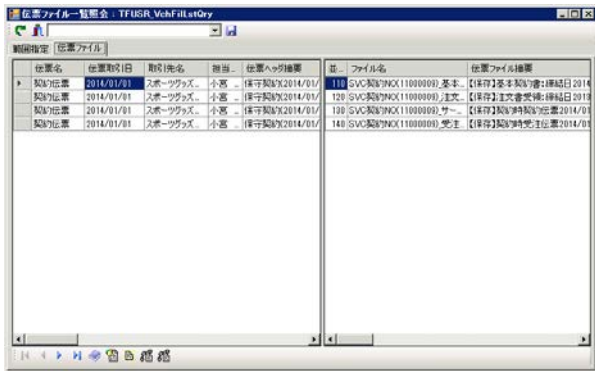 伝票ファイル一覧照会：TFUSR_VchFilLstQry
範囲指定 伝票ファイル
伝票名 伝票取引日 取引先名 担当.. 伝票ヘッダ摘要
契約伝票 2014/01/01 スポーツグッズ.. 小宮 .. 保守契約(2014/01/
契約伝票 2014/01/01 スポーツグッズ.. 小宮 .. 保守契約(2014/01/
契約伝票 2014/01/01 スポーツグッズ.. 小宮 .. 保守契約(2014/01/
契約伝票 2014/01/01 スポーツグッズ.. 小宮 .. 保守契約(2014/01/
並.. ファイル名 伝票ファイル摘要
110 SVC契約NO(11000009)_基本.. 【保存】基本契約書:締結日2014
120 SVC契約NO(11000009)_注文.. 【保存】注文書受領:締結日201
130 SVC契約NO(11000009)_サー.. 【保存】契約時契約伝票2014/01
140 SVC契約NO(11000009)_受注.. 【保存】契約時受注伝票2014/01